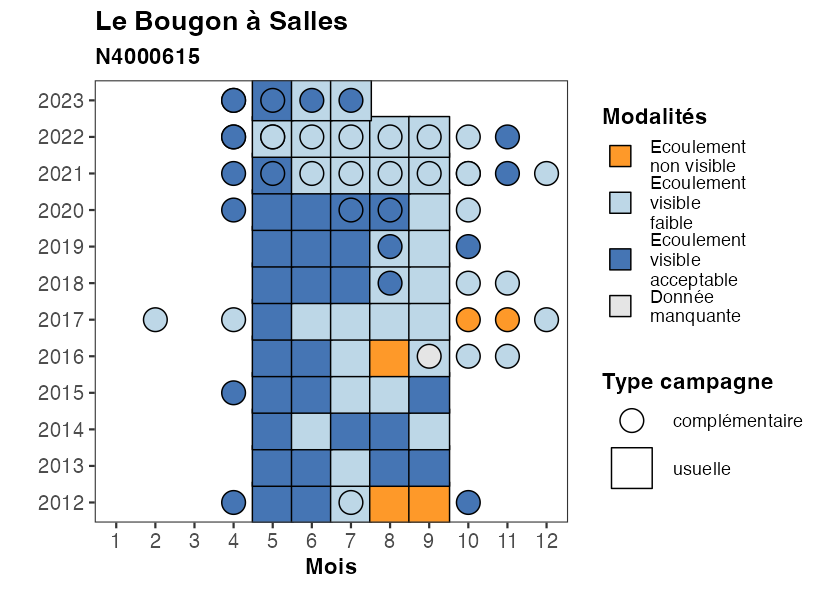 Le Bougon à Salles
N4000615
2023
2022
2021
2020
2019
2018
2017
2016
2015
2014
2013
2012
1 2 3 4 5 6 7 8 9 10 11 12
Mois
Modalités
Ecoulement
non visible
Ecoulement
visible
faible
Ecoulement
visible
acceptable
Donnée
manquante
Type campagne
complémentaire
usuelle